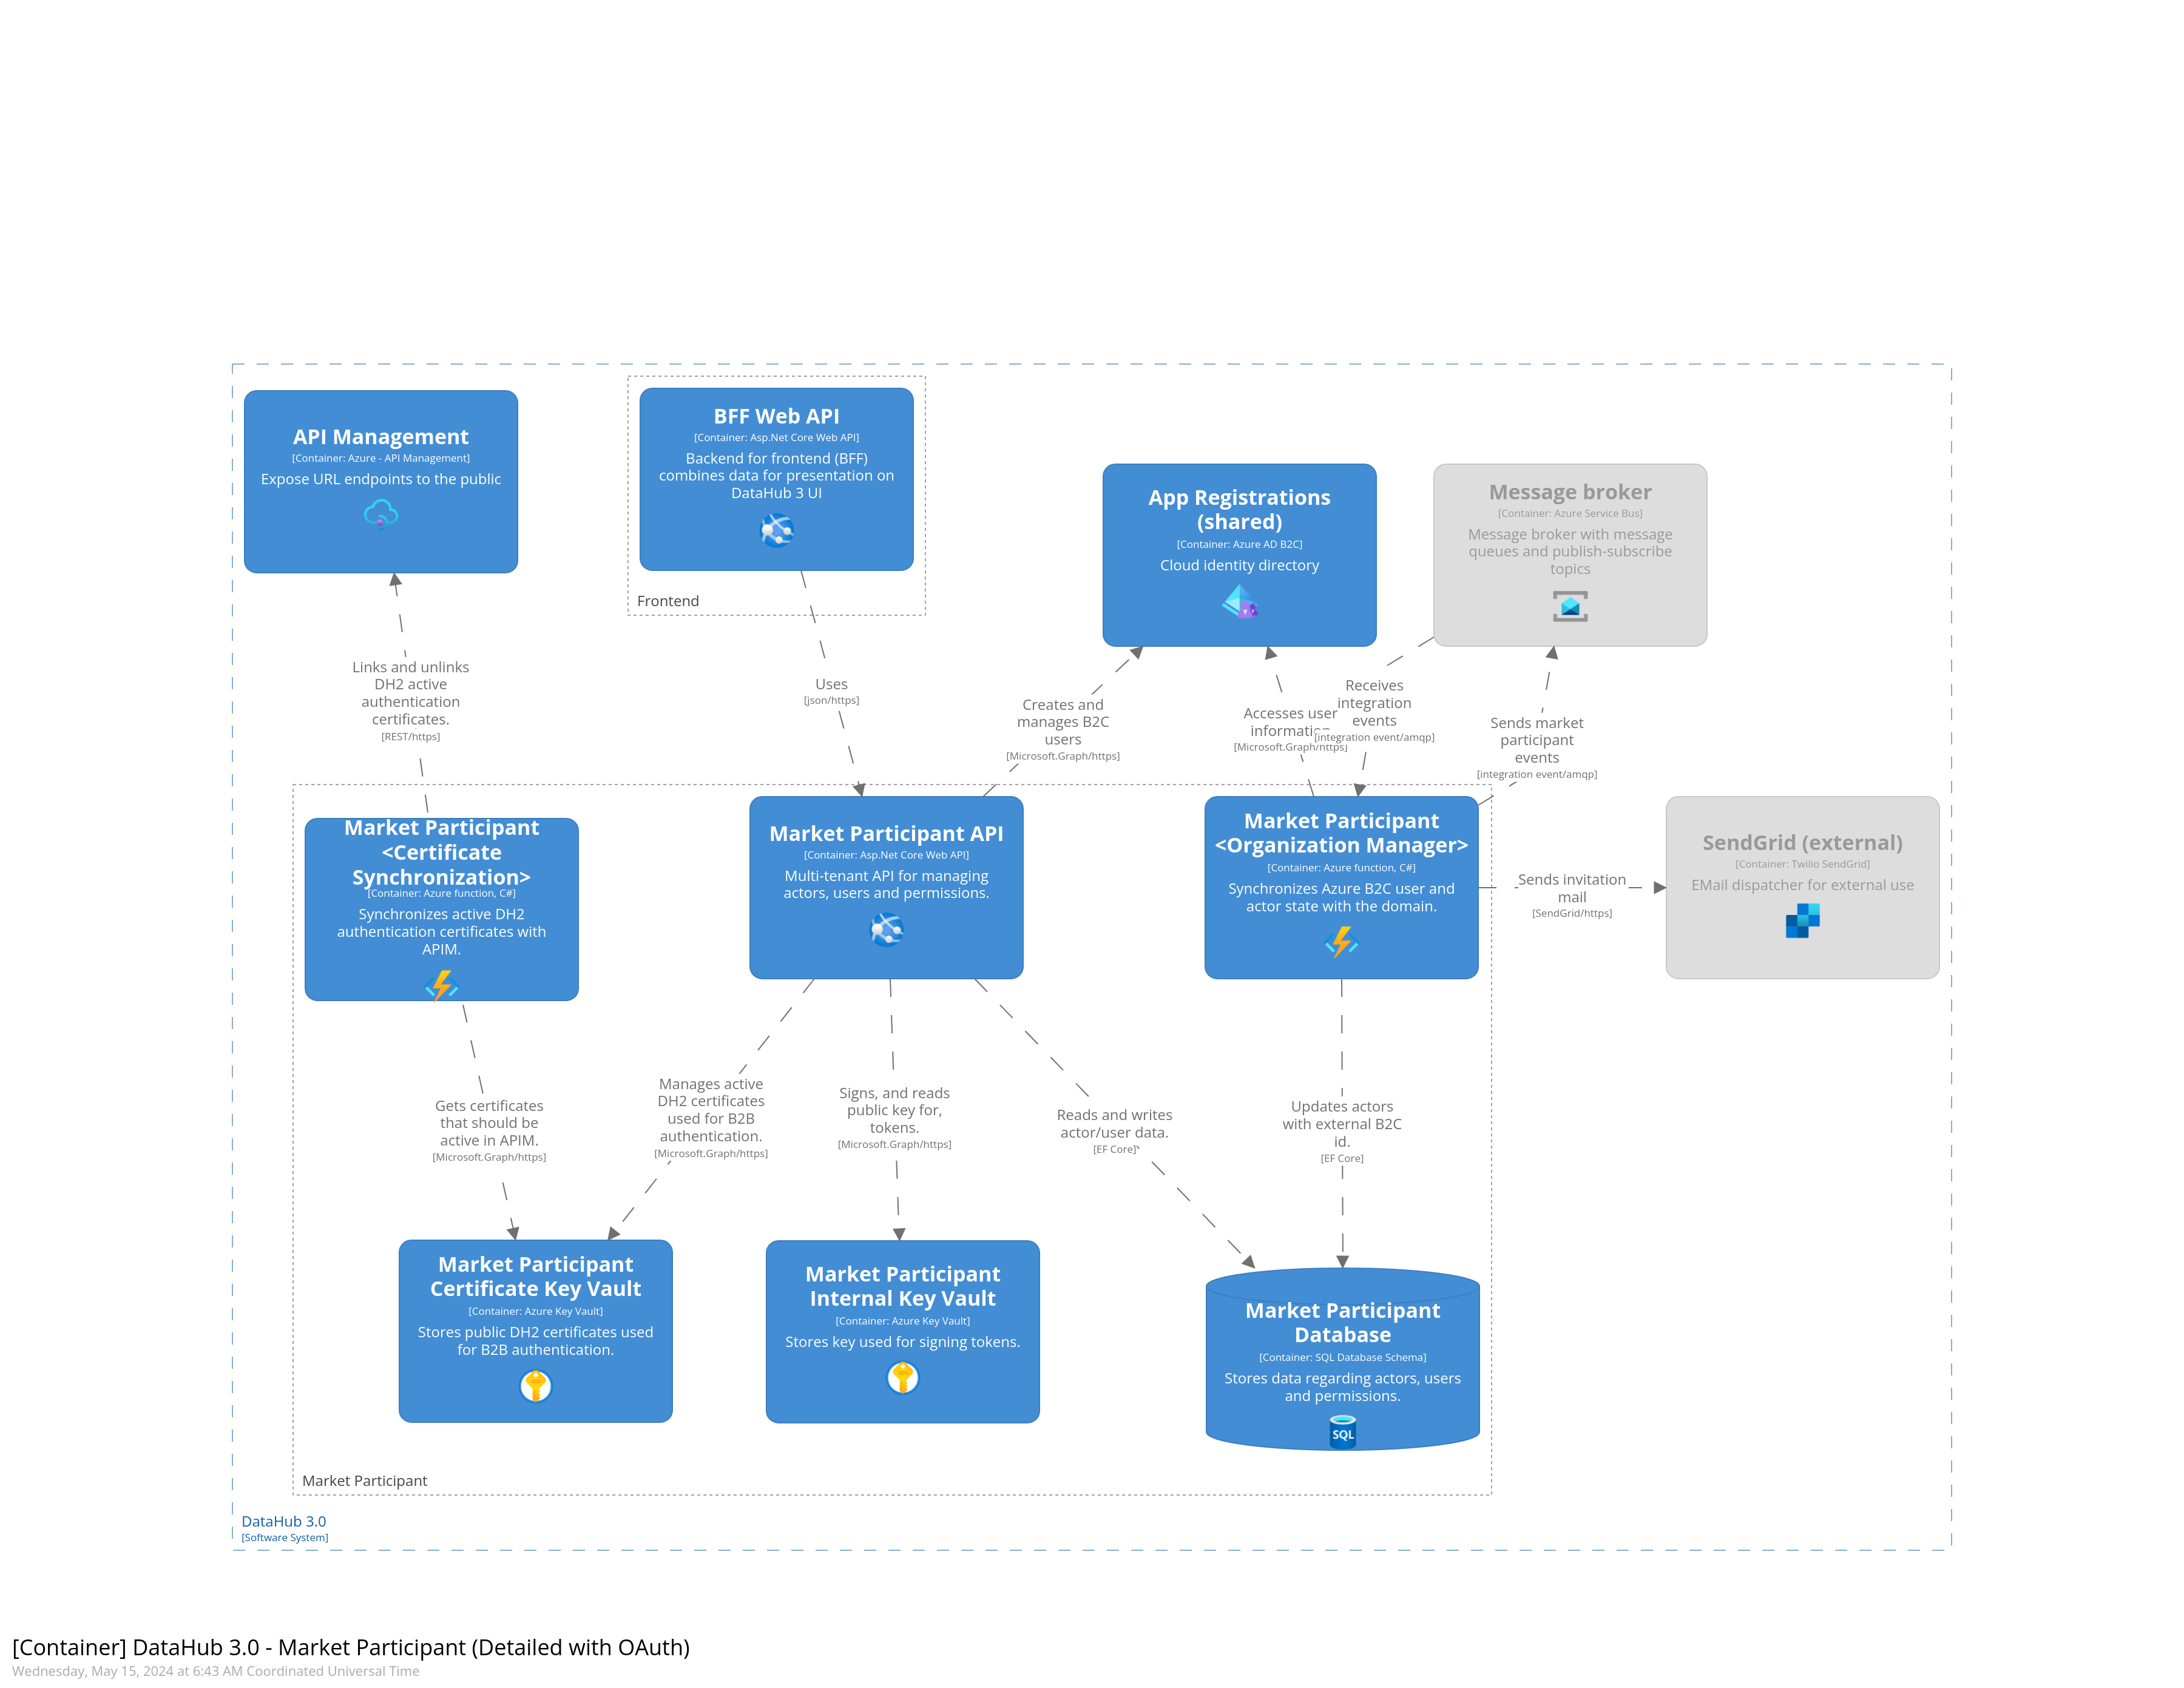 API Management
[Container: Azure - API Management]
Expose URL endpoints to the public
BFF Web API
[Container: Asp.Net Core Web API]
Backend for frontend (BFF)
combines data for presentation on
DataHub 3 UI
Frontend
App Registrations
(shared)
[Container: Azure AD B2C]
Cloud identity directory
Message broker
[Container: Azure Service Bus]
Message broker with message
queues and publish-subscribe
topics
Links and unlinks
DH2 active
authentication
certificates.
[REST/https]
Uses
[json/https]
Creates and
manages B2C
users
[Microsoft.Graph/https]
Accesses user
information
[Microsoft.Graph/https]
Receives
integration
events
[integration event/amqp]
Sends market
participant
events
[integration event/amqp]
Market Participant
<Certificate
Synchronization>
[Container: Azure function, C#]
Synchronizes active DH2
authentication certificates with
APIM.
Market Participant API
[Container: Asp.Net Core Web API]
Multi-tenant API for managing
actors, users and permissions.
Market Participant
<Organization Manager>
[Container: Azure function, C#]
Synchronizes Azure B2C user and
actor state with the domain.
Sends invitation
mail
[SendGrid/https]
SendGrid (external)
[Container: Twilio SendGrid]
EMail dispatcher for external use
Gets certificates
that should be
active in APIM.
[Microsoft.Graph/https]
Manages active
DH2 certificates
used for B2B
authentication.
[Microsoft.Graph/https]
Signs, and reads
public key for,
tokens.
[Microsoft.Graph/https]
Reads and writes
actor/user data.
[EF Core]
Updates actors
with external B2C
id.
[EF Core]
Market Participant
Certificate Key Vault
[Container: Azure Key Vault]
Stores public DH2 certificates used
for B2B authentication.
Market Participant
Internal Key Vault
[Container: Azure Key Vault]
Stores key used for signing tokens.
Market Participant
Database
[Container: SQL Database Schema]
Stores data regarding actors, users
and permissions.
SQL
Market Participant
DataHub 3.0
[Software System]
[Container] DataHub 3.0 - Market Participant (Detailed with OAuth)
Wednesday, May 15, 2024 at 6:43 AM Coordinated Universal Time